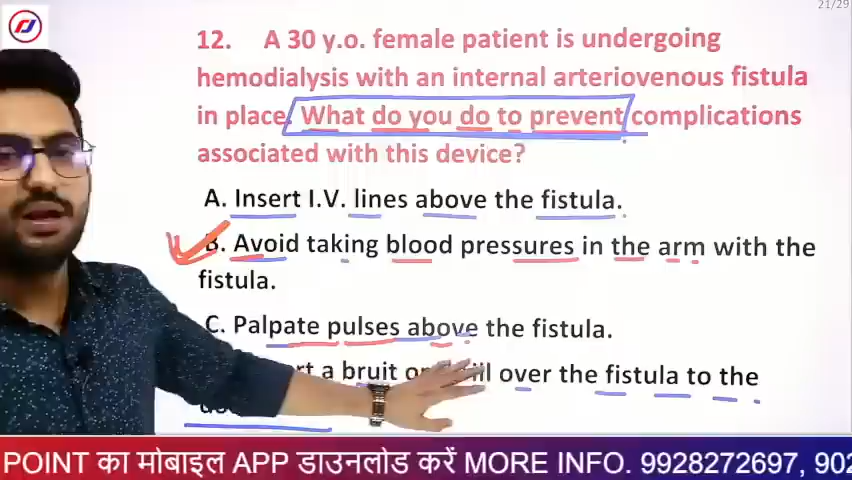 21/29
12. A 30 y.o. female patient is undergoing
hemodialysis with an internal arteriovenous fistula
in place. What do you do to prevent complications
associated with this device?
A. Insert I.V. lines above the fistula.
B. Avoid taking blood pressures in the arm with the
fistula.
C. Palpate pulses above the fistula.
a bruit over the fistula to the
POINT का मोबाइल APP डाउनलोड करें MORE INFO. 9928272697, 902